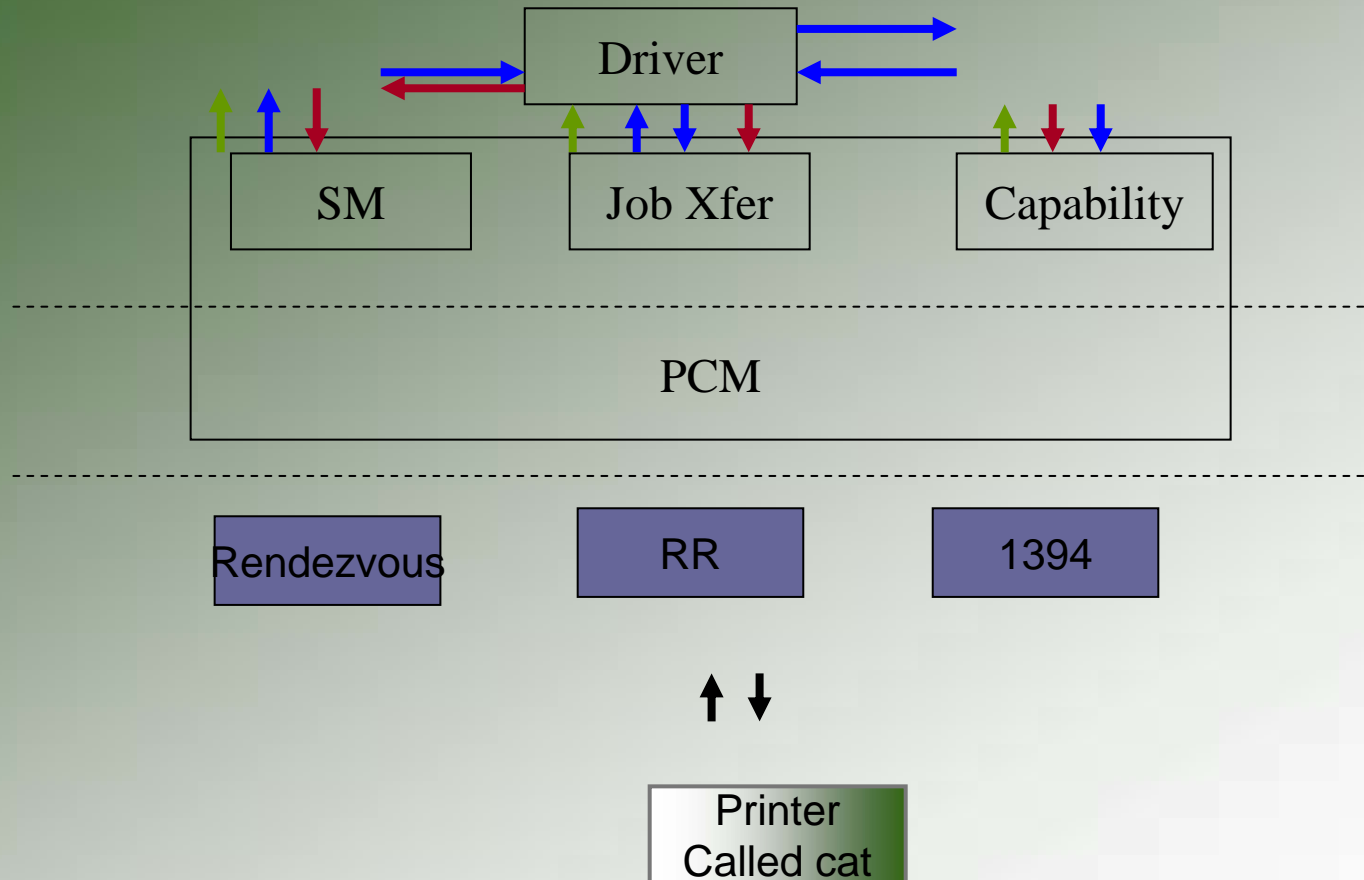 Driver
SM
Job Xfer
Capability
PCM
Rendezvous
RR
1394
Printer
Called cat